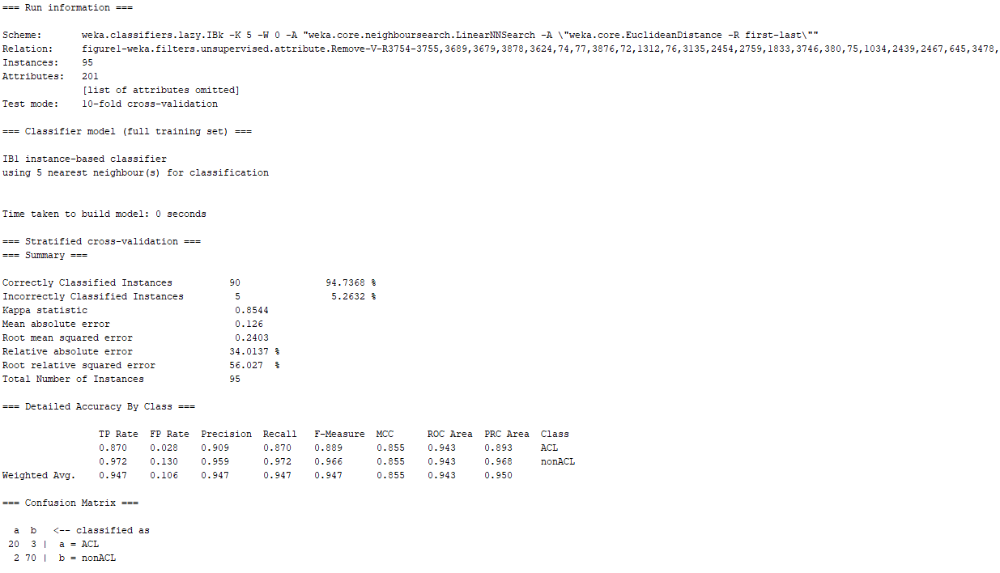 === Run information ===
Scheme: weka.classifiers.lazy.IBk -K 5 -W 0 -A "weka.core.neighboursearch.LinearNNSearch -A \"weka.core.EuclideanDistance -R first-last\""
Relation: figure1-weka.filters.unsupervised.attribute.Remove-V-R3754-3755,3689,3679,3878,3624,74,77,3876,72,1312,76,3135,2454,2759,1833,3746,380,75,1034,2439,2467,645,3478,
Instances: 95
Attributes: 201
[list of attributes omitted]
Test mode: 10-fold cross-validation
=== Classifier model (full training set) ===
IB1 instance-based classifier
using 5 nearest neighbour(s) for classification
Time taken to build model: 0 seconds
=== Stratified cross-validation ===
=== Summary ===
Correctly Classified Instances 90 94.7368 %
Incorrectly Classified Instances 5 5.2632 %
Kappa statistic 0.8544
Mean absolute error 0.126
Root mean squared error 0.2403
Relative absolute error 34.0137 %
Root relative squared error 56.027 %
Total Number of Instances 95
=== Detailed Accuracy By Class ===
TP Rate FP Rate Precision Recall F-Measure MCC ROC Area PRC Area Class
0.870 0.028 0.909 0.870 0.889 0.855 0.943 0.893 ACL
0.972 0.130 0.959 0.972 0.966 0.855 0.943 0.968 nonACL
Weighted Avg. 0.947 0.106 0.947 0.947 0.947 0.855 0.943 0.950
=== Confusion Matrix ===
a b <-- classified as
20 3 | a = ACL
2 70 | b = nonACL